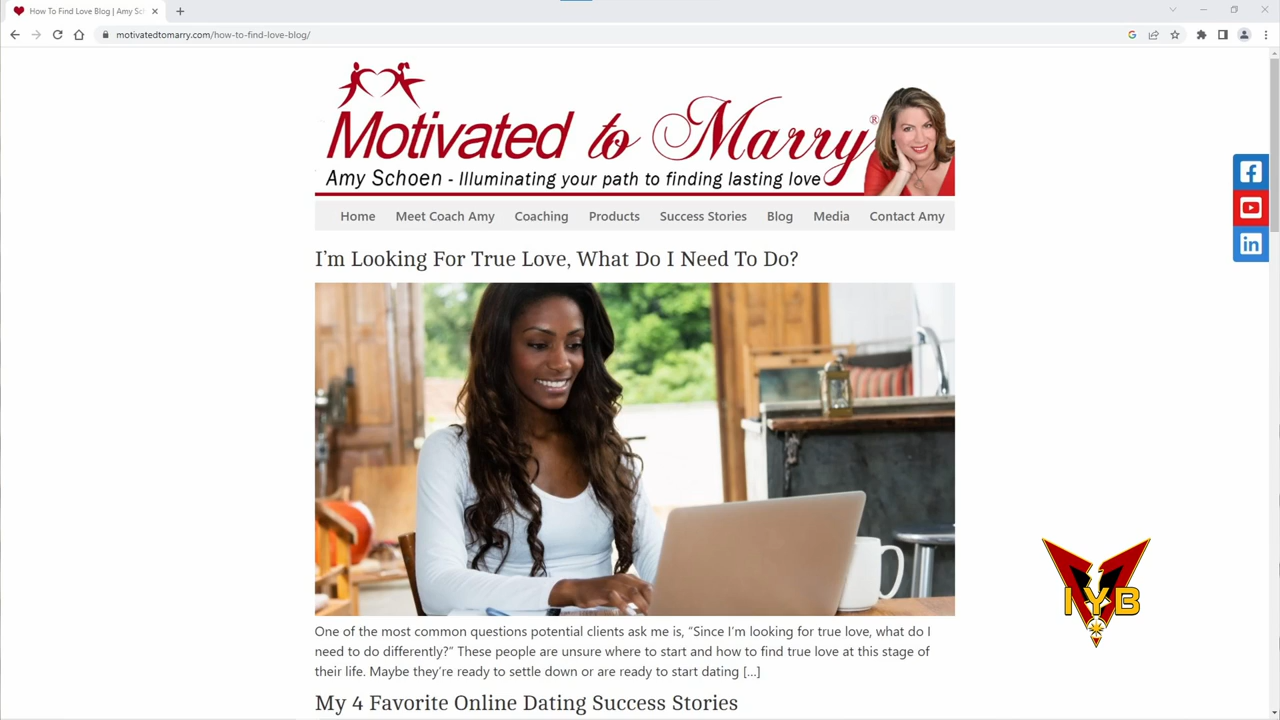 How To Find Love Blog | Amy Sch
motivatedtomarry.com/how-to-find-love-blog/
Motivated to Marry®
Amy Schoen - Illuminating your path to finding lasting love
Home Meet Coach Amy Coaching Products Success Stories Blog Media Contact Amy
I’m Looking For True Love, What Do I Need To Do?
IYB
One of the most common questions potential clients ask me is, “Since I’m looking for true love, what do I
need to do differently?” These people are unsure where to start and how to find true love at this stage of
their life. Maybe they’re ready to settle down or are ready to start dating […]
My 4 Favorite Online Dating Success Stories